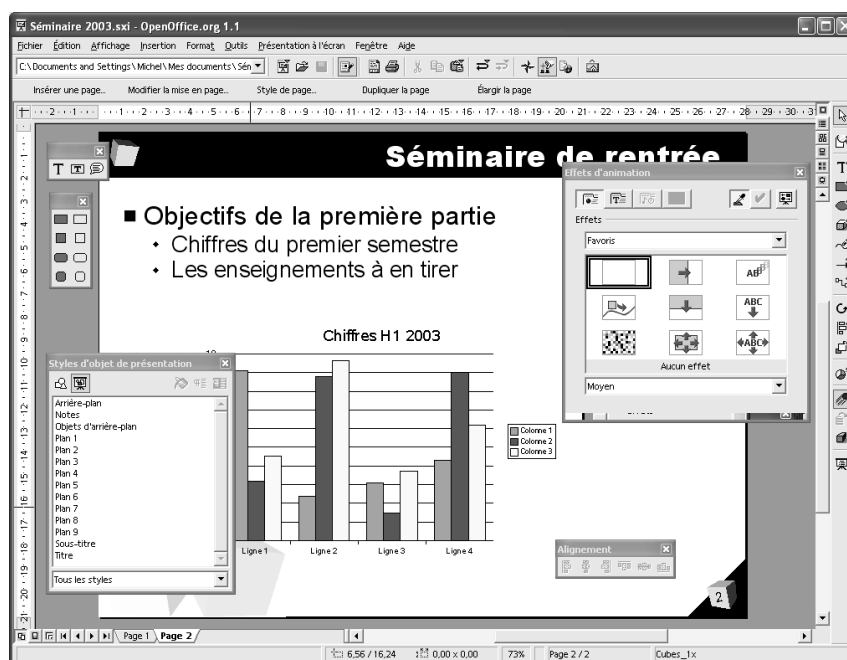 Séminaire 2003.sxi - OpenOffice.org 1.1
Fichier Édition Affichage Insertion Format Outils Présentation à l'écran Fenêtre Aide
C:\Documents and Settings\Michel\Mes documents\Sén
Insérer une page... Modifier la mise en page... Style de page... Dupliquer la page Élargir la page
Séminaire de rentrée
Objectifs de la première partie
Chiffres du premier semestre
Les enseignements à en tirer
Effets d'animation
Effets
Favoris
ABC
ABC
Aucun effet
Moyen
Chiffres H1 2003
Styles d'objet de présentation
Arrière-plan
Notes
Objets d'arrière-plan
Plan 1
Plan 2
Plan 3
Plan 4
Plan 5
Plan 6
Plan 7
Plan 8
Plan 9
Sous-titre
Titre
Tous les styles
Colonne 1
Colonne 2
Colonne 3
Ligne 1 Ligne 2 Ligne 3 Ligne 4
Alignement
2
Page 1 Page 2
6,56 / 16,24 0,00 x 0,00 73% Page 2 / 2 Cubes_1x